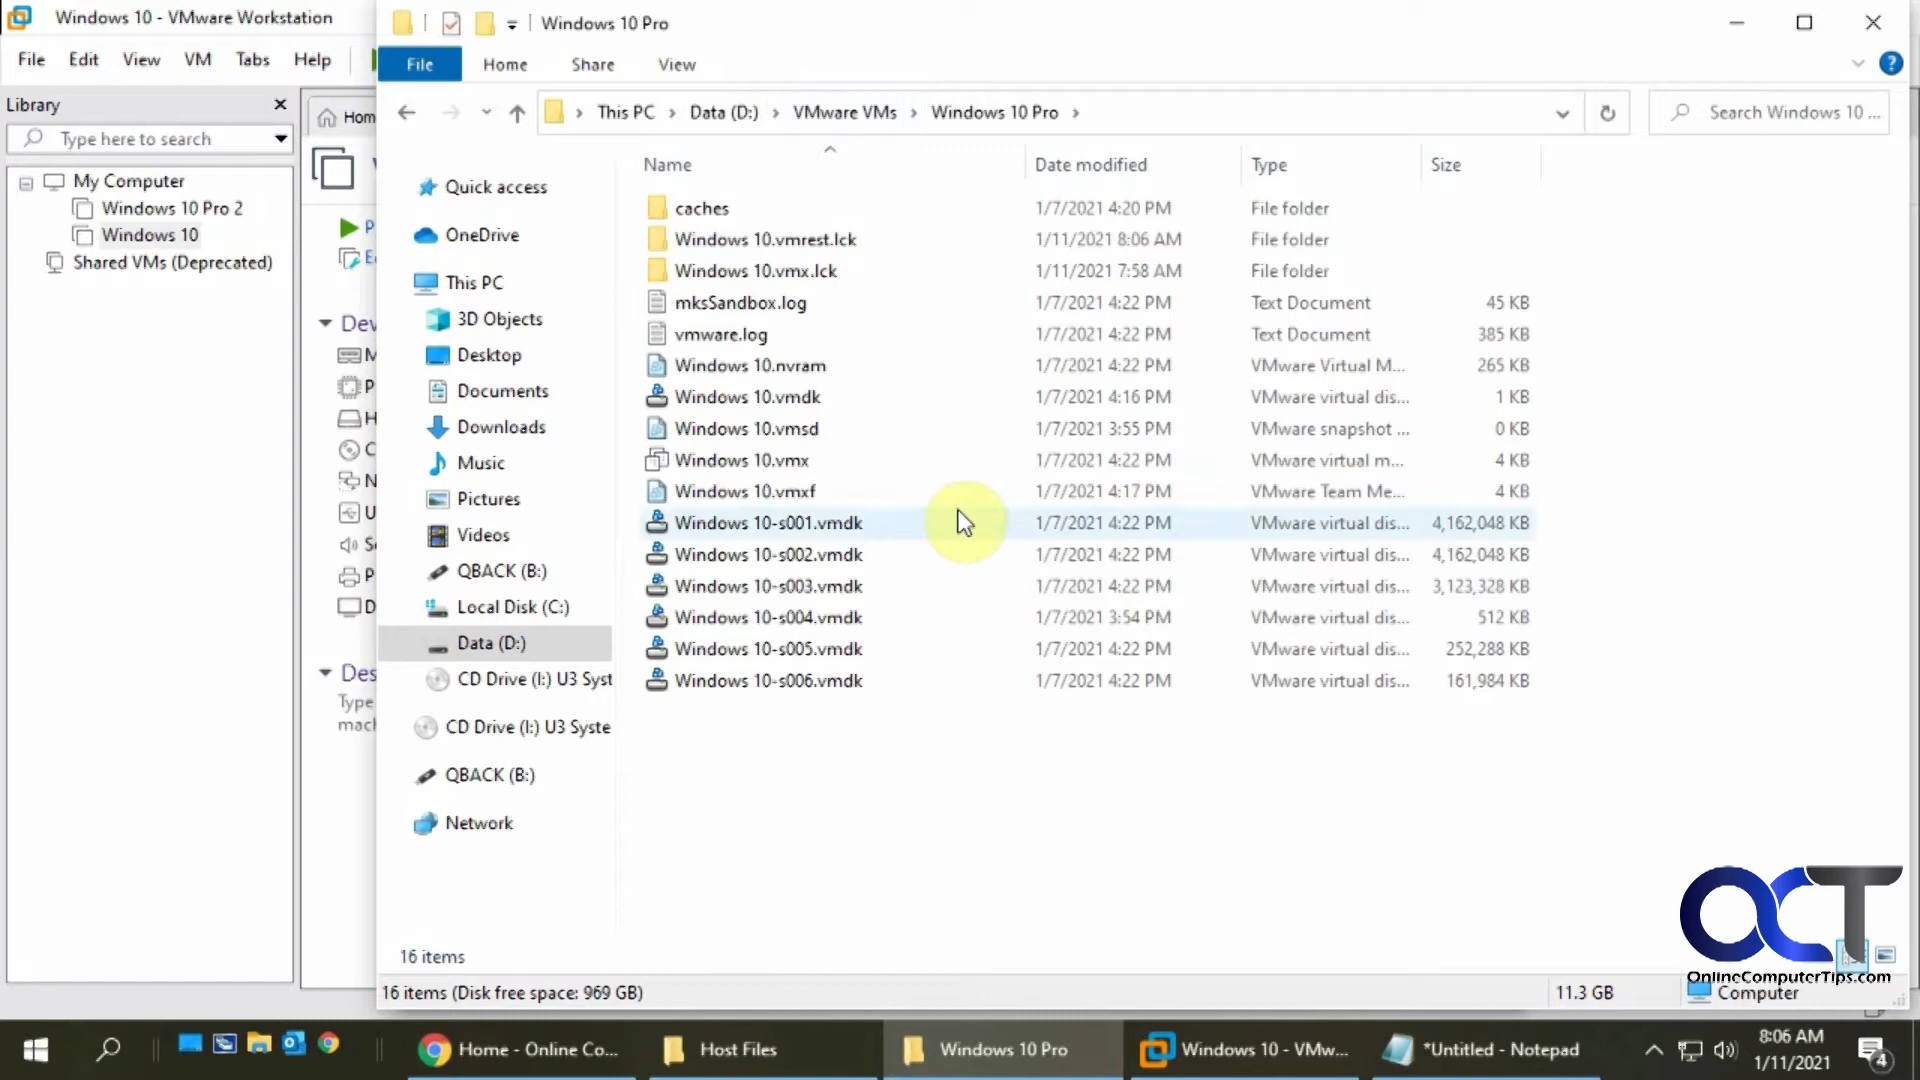 Windows 10 - VMware Workstation
File Edit View VM Tabs Help
Library
Type here to search
My Computer
Windows 10 Pro 2
Windows 10
Shared VMs (Deprecated)
Hom
Windows 10 Pro
File Home Share View
This PC > Data (D:) > VMware VMs > Windows 10 Pro >
Search Windows 10 ...
Quick access
OneDrive
This PC
3D Objects
Desktop
Documents
Downloads
Music
Pictures
Videos
QBACK (B:)
Local Disk (C:)
Data (D:)
CD Drive (I:) U3 Syst
CD Drive (I:) U3 Syste
QBACK (B:)
Network
Name Date modified Type Size
caches 1/7/2021 4:20 PM File folder
Windows 10.vmrest.lck 1/11/2021 8:06 AM File folder
Windows 10.vmx.lck 1/11/2021 7:58 AM File folder
mksSandbox.log 1/7/2021 4:22 PM Text Document 45 KB
vmware.log 1/7/2021 4:22 PM Text Document 385 KB
Windows 10.nvram 1/7/2021 4:22 PM VMware Virtual M... 265 KB
Windows 10.vmdk 1/7/2021 4:16 PM VMware virtual dis... 1 KB
Windows 10.vmsd 1/7/2021 3:55 PM VMware snapshot ... 0 KB
Windows 10.vmx 1/7/2021 4:22 PM VMware virtual m... 4 KB
Windows 10.vmxf 1/7/2021 4:17 PM VMware Team Me... 4 KB
Windows 10-s001.vmdk 1/7/2021 4:22 PM VMware virtual dis... 4,162,048 KB
Windows 10-s002.vmdk 1/7/2021 4:22 PM VMware virtual dis... 4,162,048 KB
Windows 10-s003.vmdk 1/7/2021 4:22 PM VMware virtual dis... 3,123,328 KB
Windows 10-s004.vmdk 1/7/2021 3:54 PM VMware virtual dis... 512 KB
Windows 10-s005.vmdk 1/7/2021 4:22 PM VMware virtual dis... 252,288 KB
Windows 10-s006.vmdk 1/7/2021 4:22 PM VMware virtual dis... 161,984 KB
Dev
Des
Type
mach
16 items
16 items (Disk free space: 969 GB) 11.3 GB Computer
OCT
OnlineComputerTips.com
Home - Online Co... Host Files Windows 10 Pro Windows 10 - VMw... *Untitled - Notepad
8:06 AM
1/11/2021
4